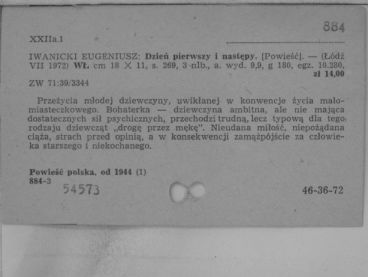 884
XXIIa.1
IWANICKI EUGENIUSZ: Dzień pierwszy i następy. [Powieść]. — (Łódź
VII 1972) Wł. cm 18 X 11, s. 269, 3 nlb., a. wyd. 9,9, g 180, egz. 10.280,
zł 14,00
ZW 71:39/3344
Przeżycia młodej dziewczyny, uwikłanej w konwencje życia mało-
miasteczkowego. Bohaterka — dziewczyna ambitna, ale nie mająca
dostatecznych sił psychicznych, przechodzi trudną, lecz typową dla tego
rodzaju dziewcząt „drogę przez mękę”. Nieudana miłość, niepożądana
ciąża, strach przed opinią, a w konsekwencji zamążpójście za człowie-
ka starszego i niekochanego.
Powieść polska, od 1944 (1)
884-3
54573
46-36-72